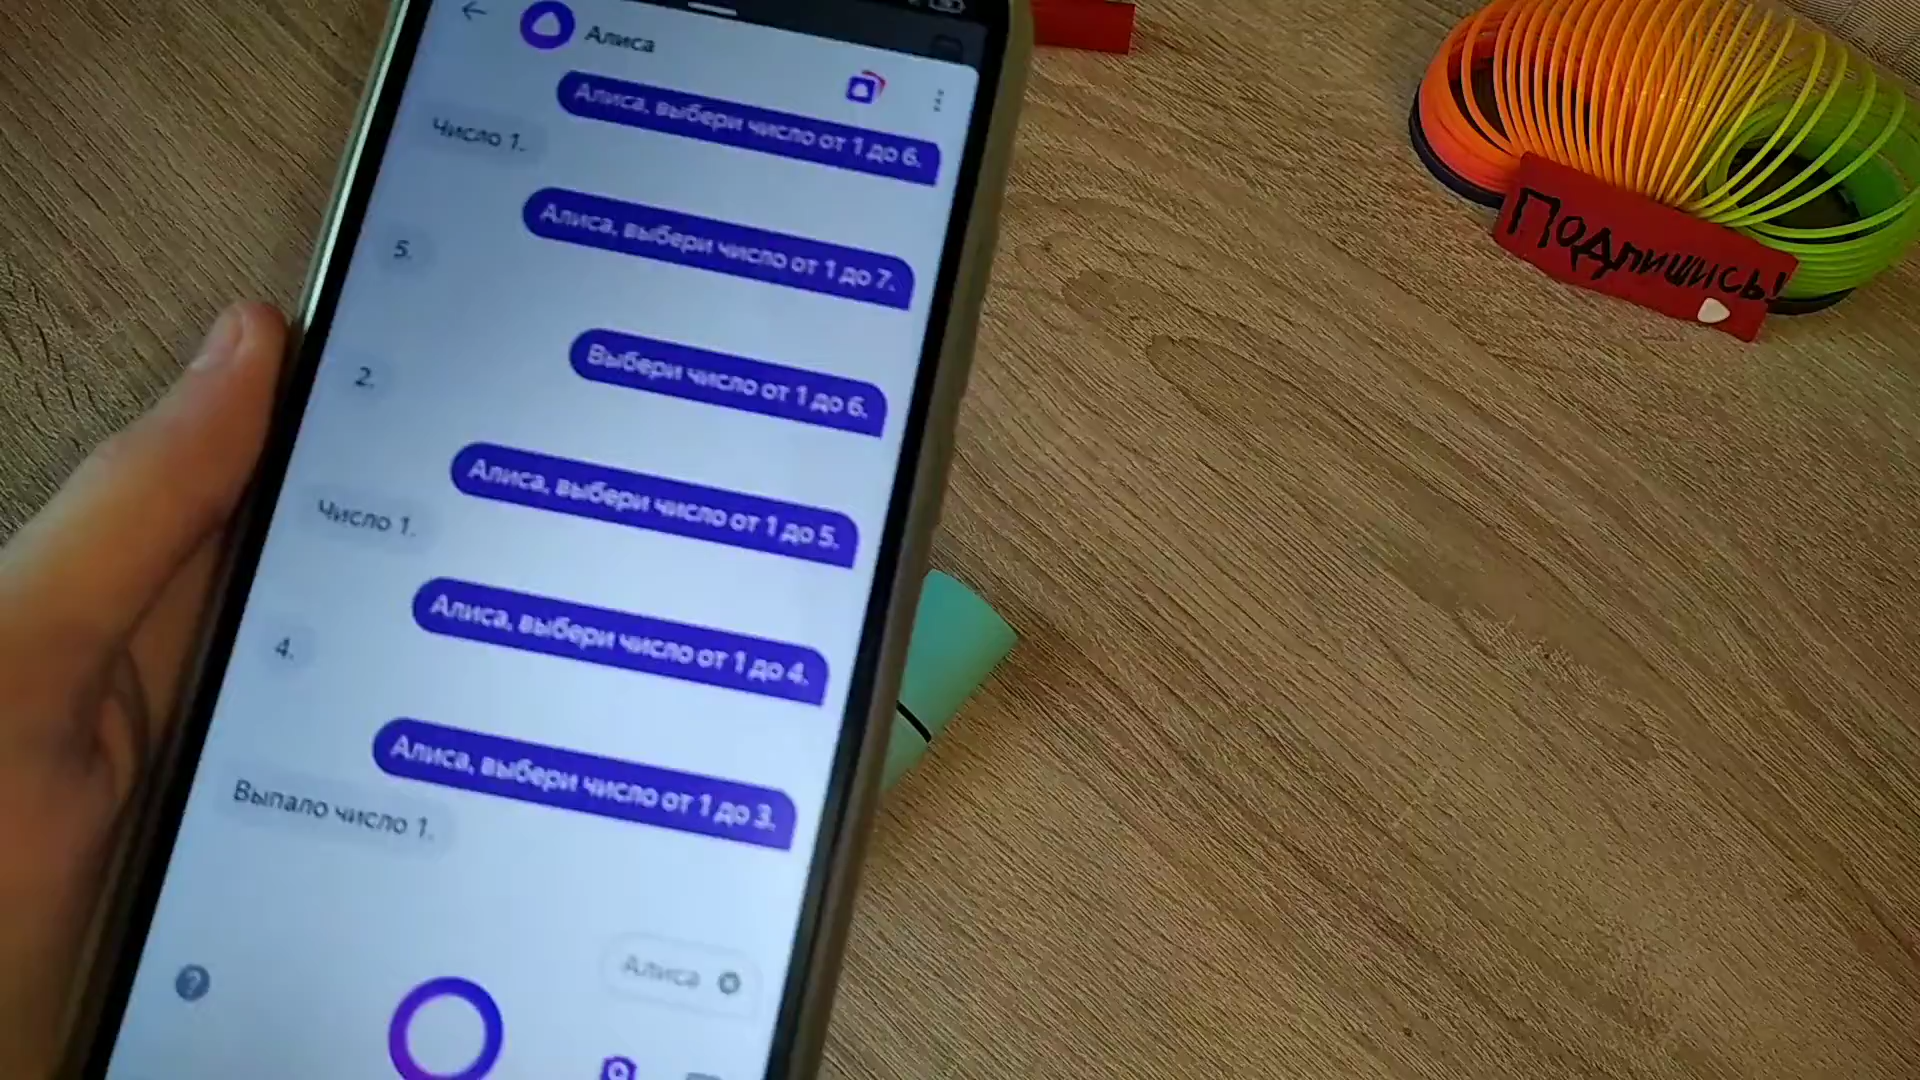 Алиса
Алиса, выбери число от 1 до 6.
Число 1.
Алиса, выбери число от 1 до 7.
5.
Выбери число от 1 до 6.
2.
Алиса, выбери число от 1 до 5.
Число 1.
Алиса, выбери число от 1 до 4.
4.
Алиса, выбери число от 1 до 3.
Выпало число 1.
Алиса
?
Подпишись!